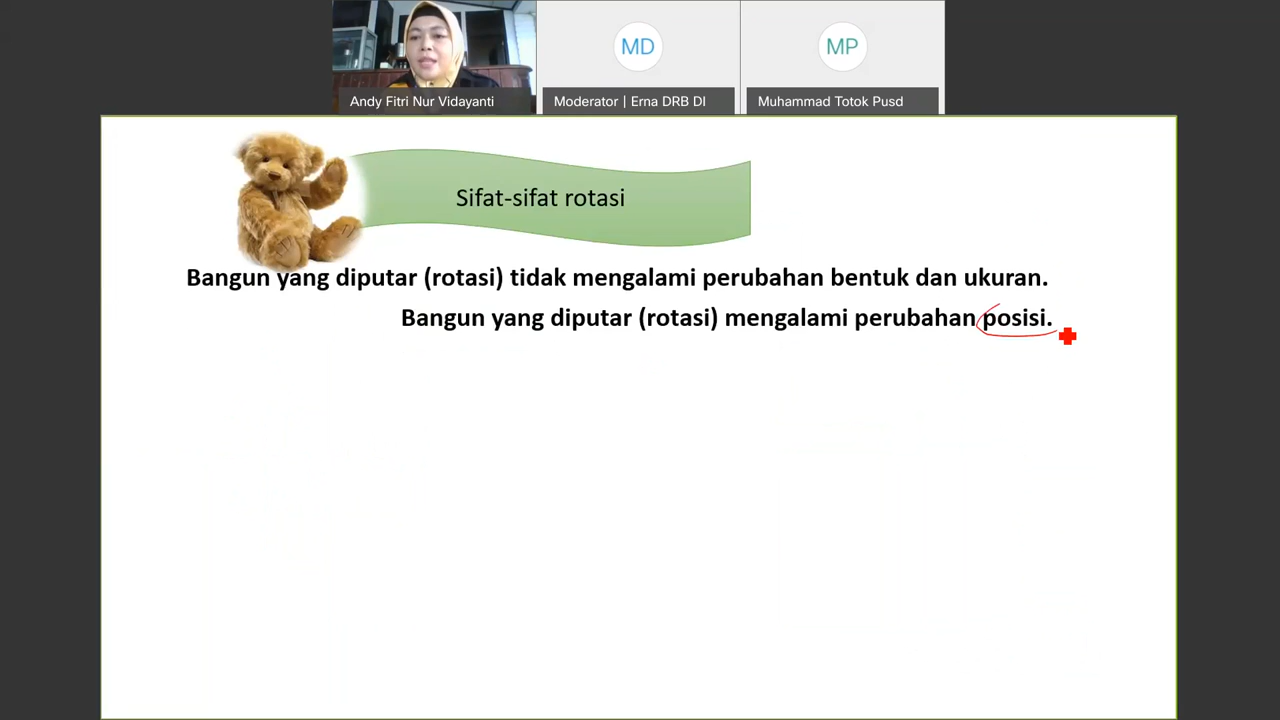 MD
MP
Andy Fitri Nur Vidayanti
Moderator | Erna DRB DI
Muhammad Totok Pusd
Sifat-sifat rotasi
Bangun yang diputar (rotasi) tidak mengalami perubahan bentuk dan ukuran.
Bangun yang diputar (rotasi) mengalami perubahan posisi.